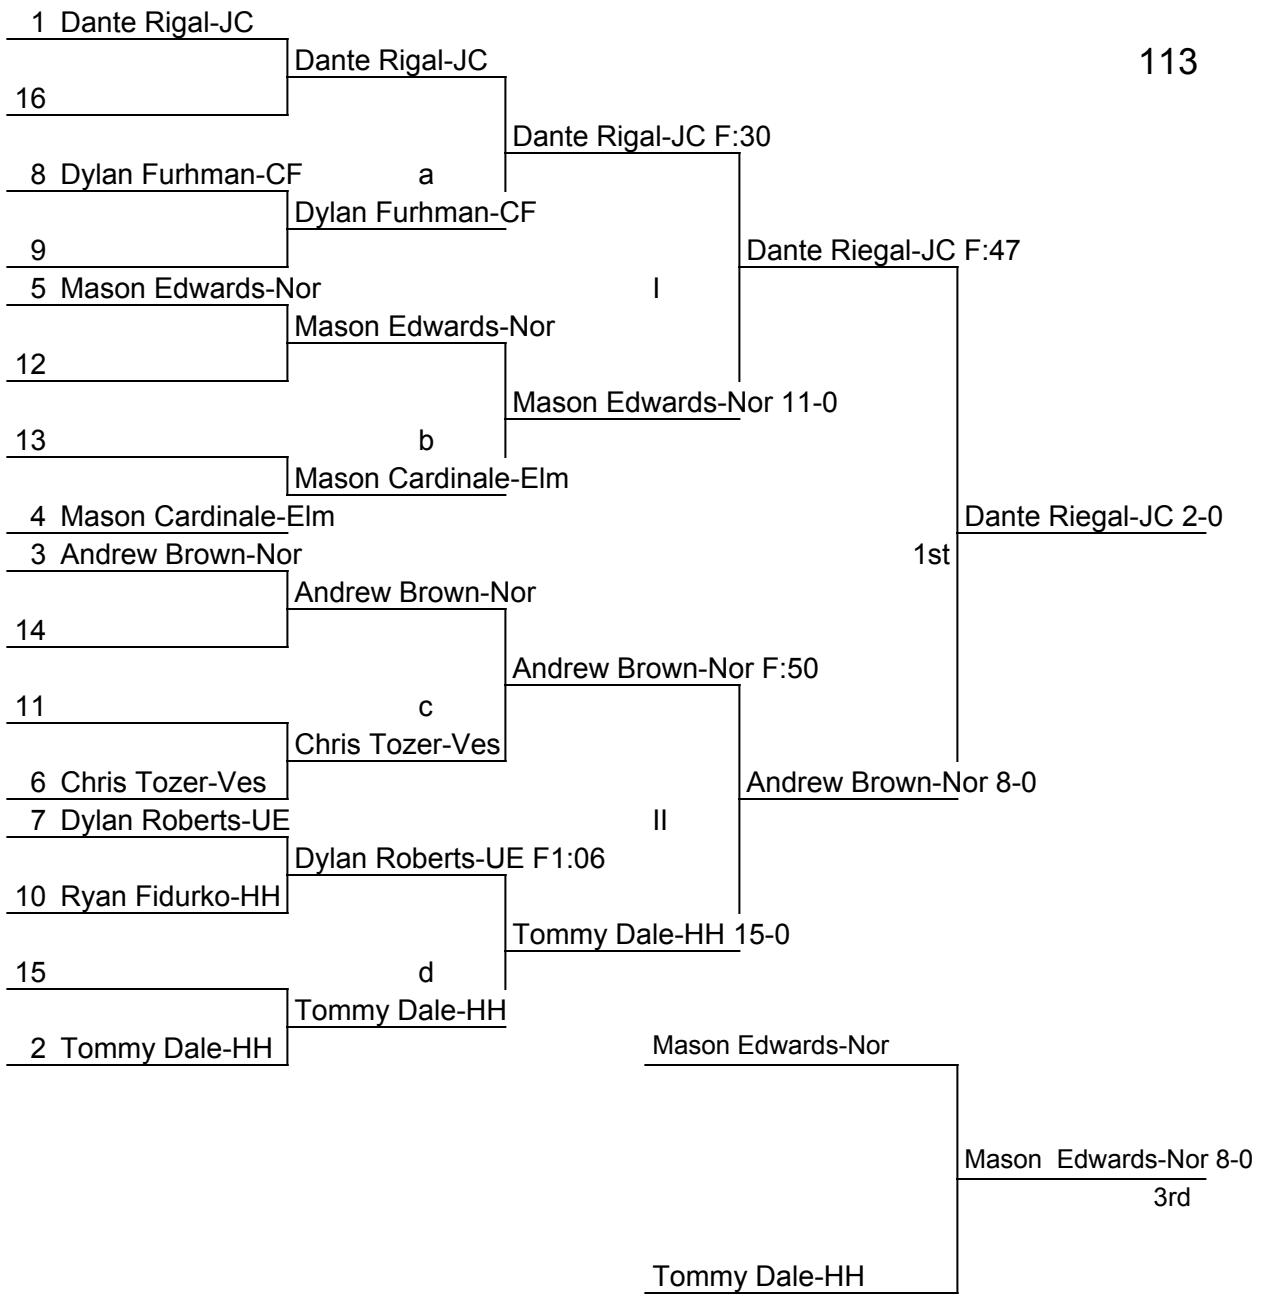 1 Dante Rigal-JC
Dante Rigal-JC
113
16
Dante Rigal-JC F:30
8 Dylan Furhman-CF
a
Dylan Furhman-CF
9
Dante Riegal-JC F:47
5 Mason Edwards-Nor
I
Mason Edwards-Nor
12
Mason Edwards-Nor 11-0
13
b
Mason Cardinale-Elm
4 Mason Cardinale-Elm
Dante Riegal-JC 2-0
3 Andrew Brown-Nor
1st
Andrew Brown-Nor
14
Andrew Brown-Nor F:50
11
c
Chris Tozer-Ves
6 Chris Tozer-Ves
Andrew Brown-Nor 8-0
7 Dylan Roberts-UE
II
Dylan Roberts-UE F1:06
10 Ryan Fidurko-HH
Tommy Dale-HH 15-0
15
d
Tommy Dale-HH
2 Tommy Dale-HH
Mason Edwards-Nor
Mason  Edwards-Nor 8-0
3rd
Tommy Dale-HH